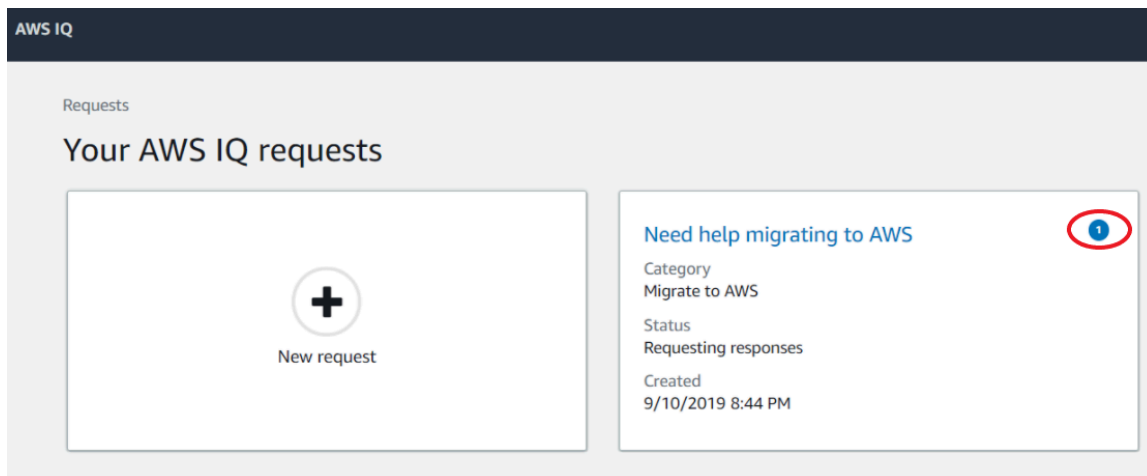 AWS IQ
Requests
Your AWS IQ requests
New request
Need help migrating to AWS
1
Category
Migrate to AWS
Status
Requesting responses
Created
9/10/2019 8:44 PM